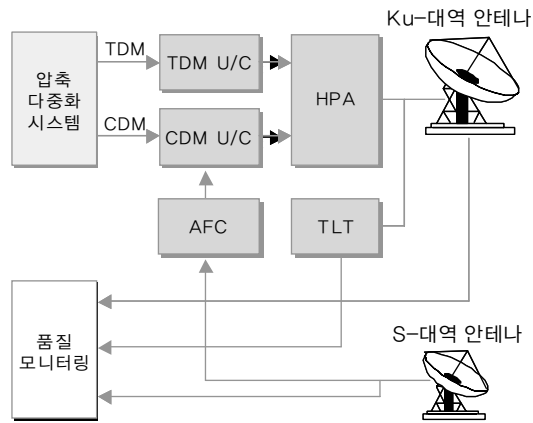 Ku-대역 안테나
압축
다중화
시스템
TDM
TDM U/C
HPA
CDM
CDM U/C
AFC
TLT
품질
모니터링
S-대역 안테나